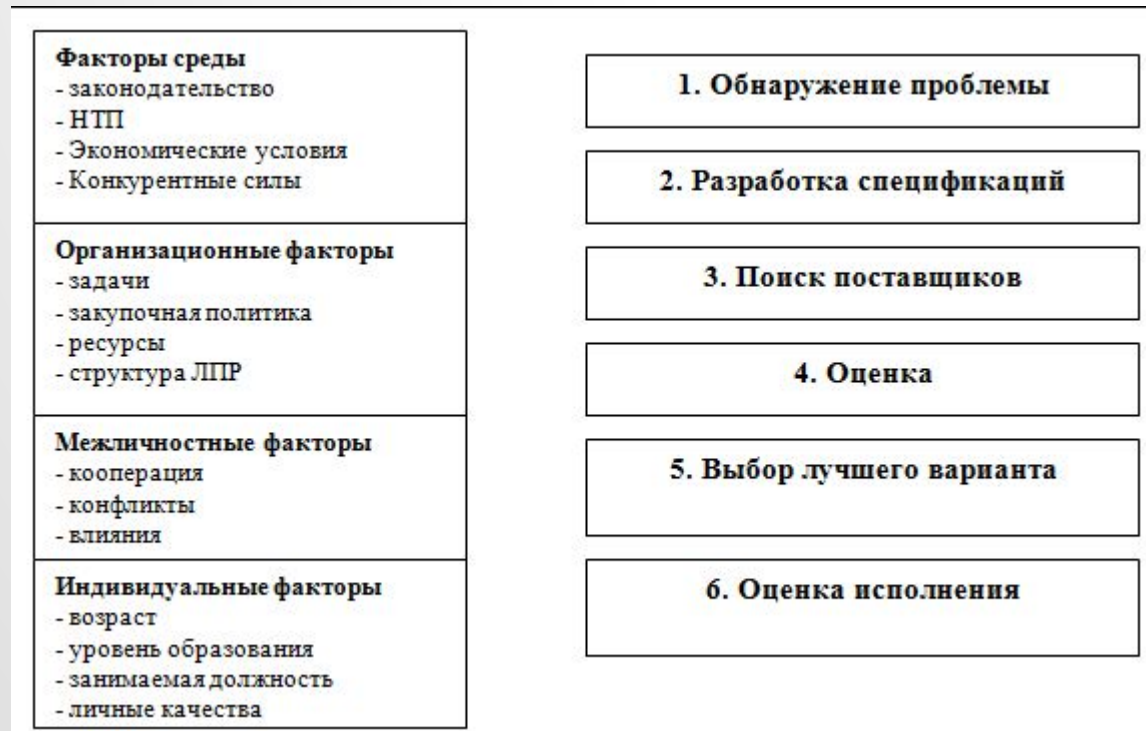 Факторы среды
- законодательство
- НТП
- Экономические условия
- Конкурентные силы
Организационные факторы
- задачи
- закупочная политика
- ресурсы
- структура ЛПР
Межличностные факторы
- кооперация
- конфликты
- влияния
Индивидуальные факторы
- возраст
- уровень образования
- занимаемая должность
- личные качества
1. Обнаружение проблемы
2. Разработка спецификаций
3. Поиск поставщиков
4. Оценка
5. Выбор лучшего варианта
6. Оценка исполнения